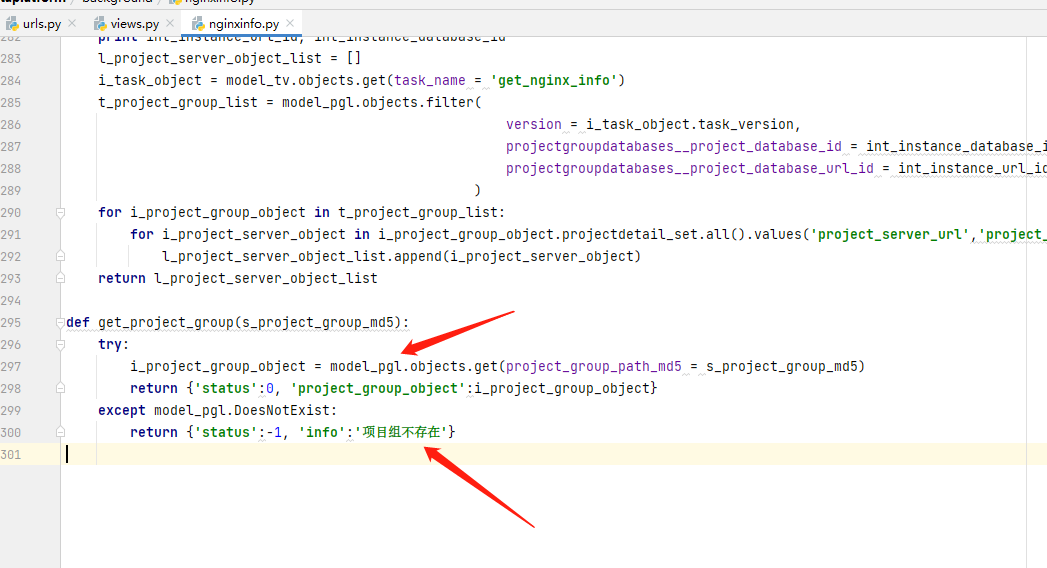 background
nginxinfo.py
urls.py
views.py
nginxinfo.py
282 print int_instance_url_id, int_instance_database_id
283 l_project_server_object_list = []
284 i_task_object = model_tv.objects.get(task_name = 'get_nginx_info')
285 t_project_group_list = model_pgl.objects.filter(
286 version = i_task_object.task_version,
287 projectgroupdatabases__project_database_id = int_instance_database_i
288 projectgroupdatabases__project_database_url_id = int_instance_url_id
289 )
290 for i_project_group_object in t_project_group_list:
291 for i_project_server_object in i_project_group_object.projectdetail_set.all().values('project_server_url','project_
292 l_project_server_object_list.append(i_project_server_object)
293 return l_project_server_object_list
294
295 def get_project_group(s_project_group_md5):
296 try:
297 i_project_group_object = model_pgl.objects.get(project_group_path_md5 = s_project_group_md5)
298 return {'status':0, 'project_group_object':i_project_group_object}
299 except model_pgl.DoesNotExist:
300 return {'status':-1, 'info':'项目组不存在'}
301